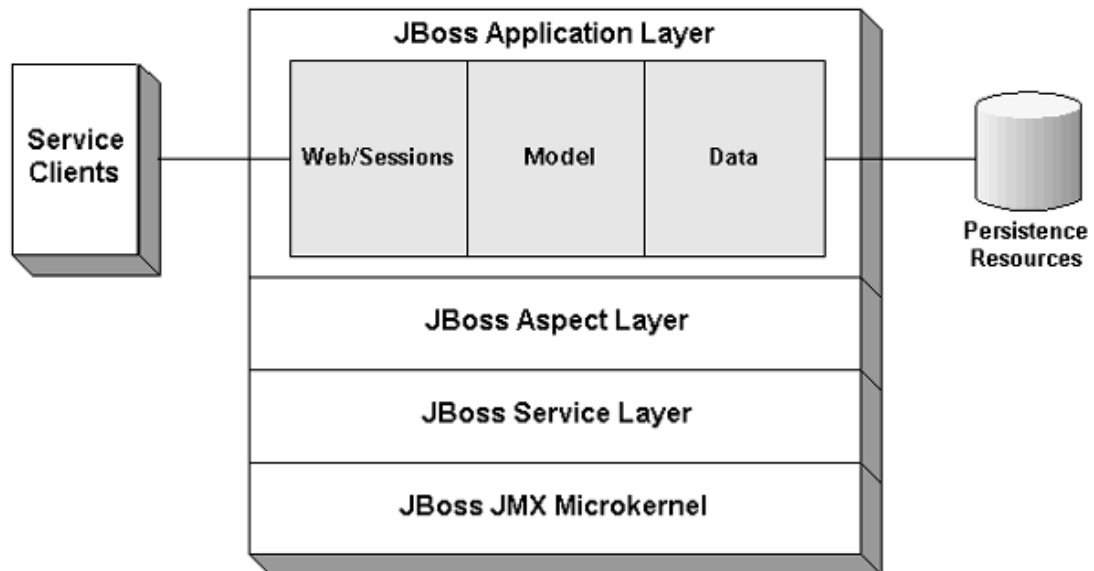 JBoss Application Layer
Service
Clients
Web/Sessions
Model
Data
Persistence
Resources
JBoss Aspect Layer
JBoss Service Layer
JBoss JMX Microkernel